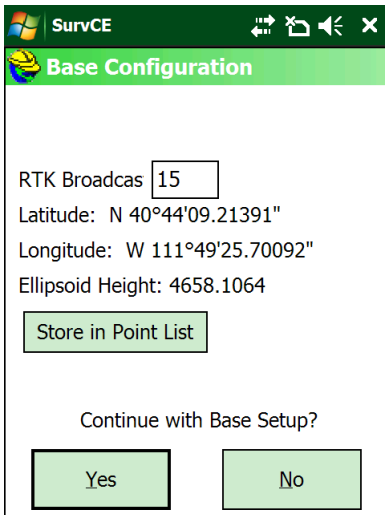 SurvCE
Base Configuration
RTK Broadcas 15
Latitude: N 40°44'09.21391"
Longitude: W 111°49'25.70092"
Ellipsoid Height: 4658.1064
Store in Point List
Continue with Base Setup?
Yes No